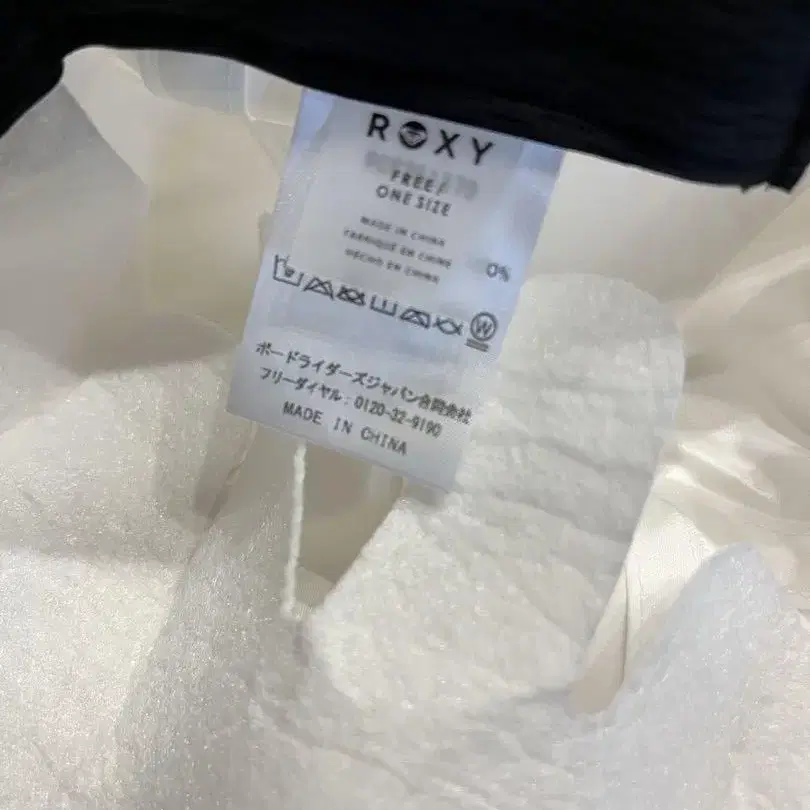 ROXY
FREE/
ONE SIZE
MADE IN CHINA
FABRIQUÉ EN CHINE
HECHO EN CHINA
0%
W
ボードライダーズジャパン合同会社
フリーダイヤル：0120-32-9190
MADE IN CHINA